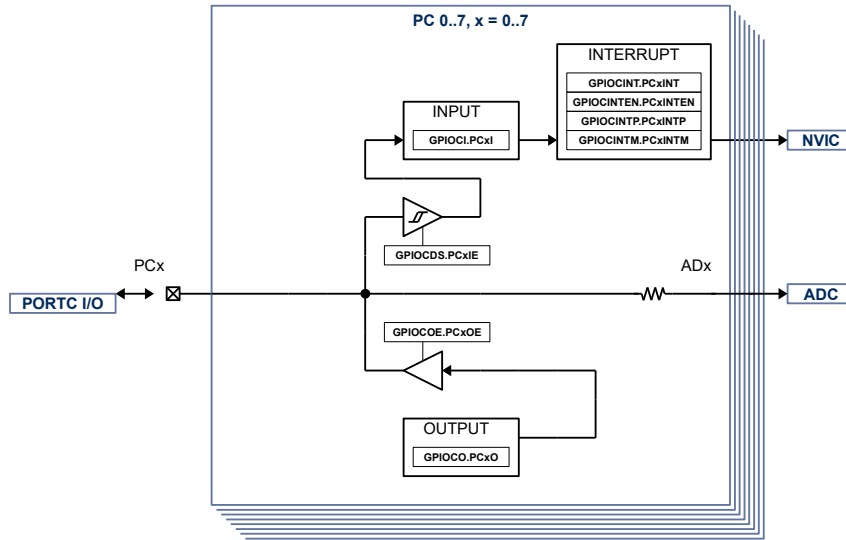 PC 0..7, x = 0..7
INTERRUPT
GPIOCINT.PCxINT
GPIOCINTEN.PCxINTEN
GPIOCINTP.PCxINTP
GPIOCINTM.PCxINTM
INPUT
GPIOCI.PCxI
NVIC
GPIOCDS.PCxIE
PCx
ADx
PORTC I/O
ADC
GPIOCOE.PCxOE
OUTPUT
GPIOCO.PCxO